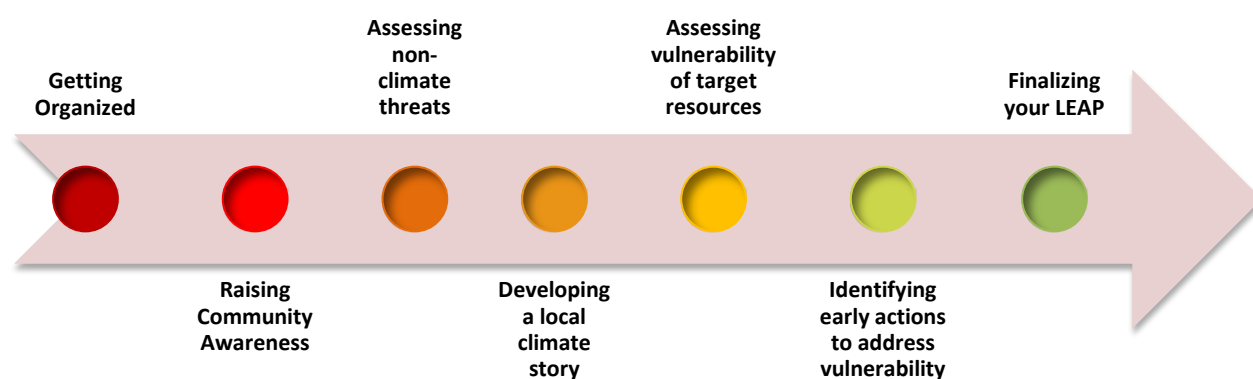 Getting
Organized
Raising
Community
Awareness
Assessing
non-
climate
threats
Developing
a local
climate
story
Assessing
vulnerability
of target
resources
Identifying
early actions
to address
vulnerability
Finalizing
your LEAP